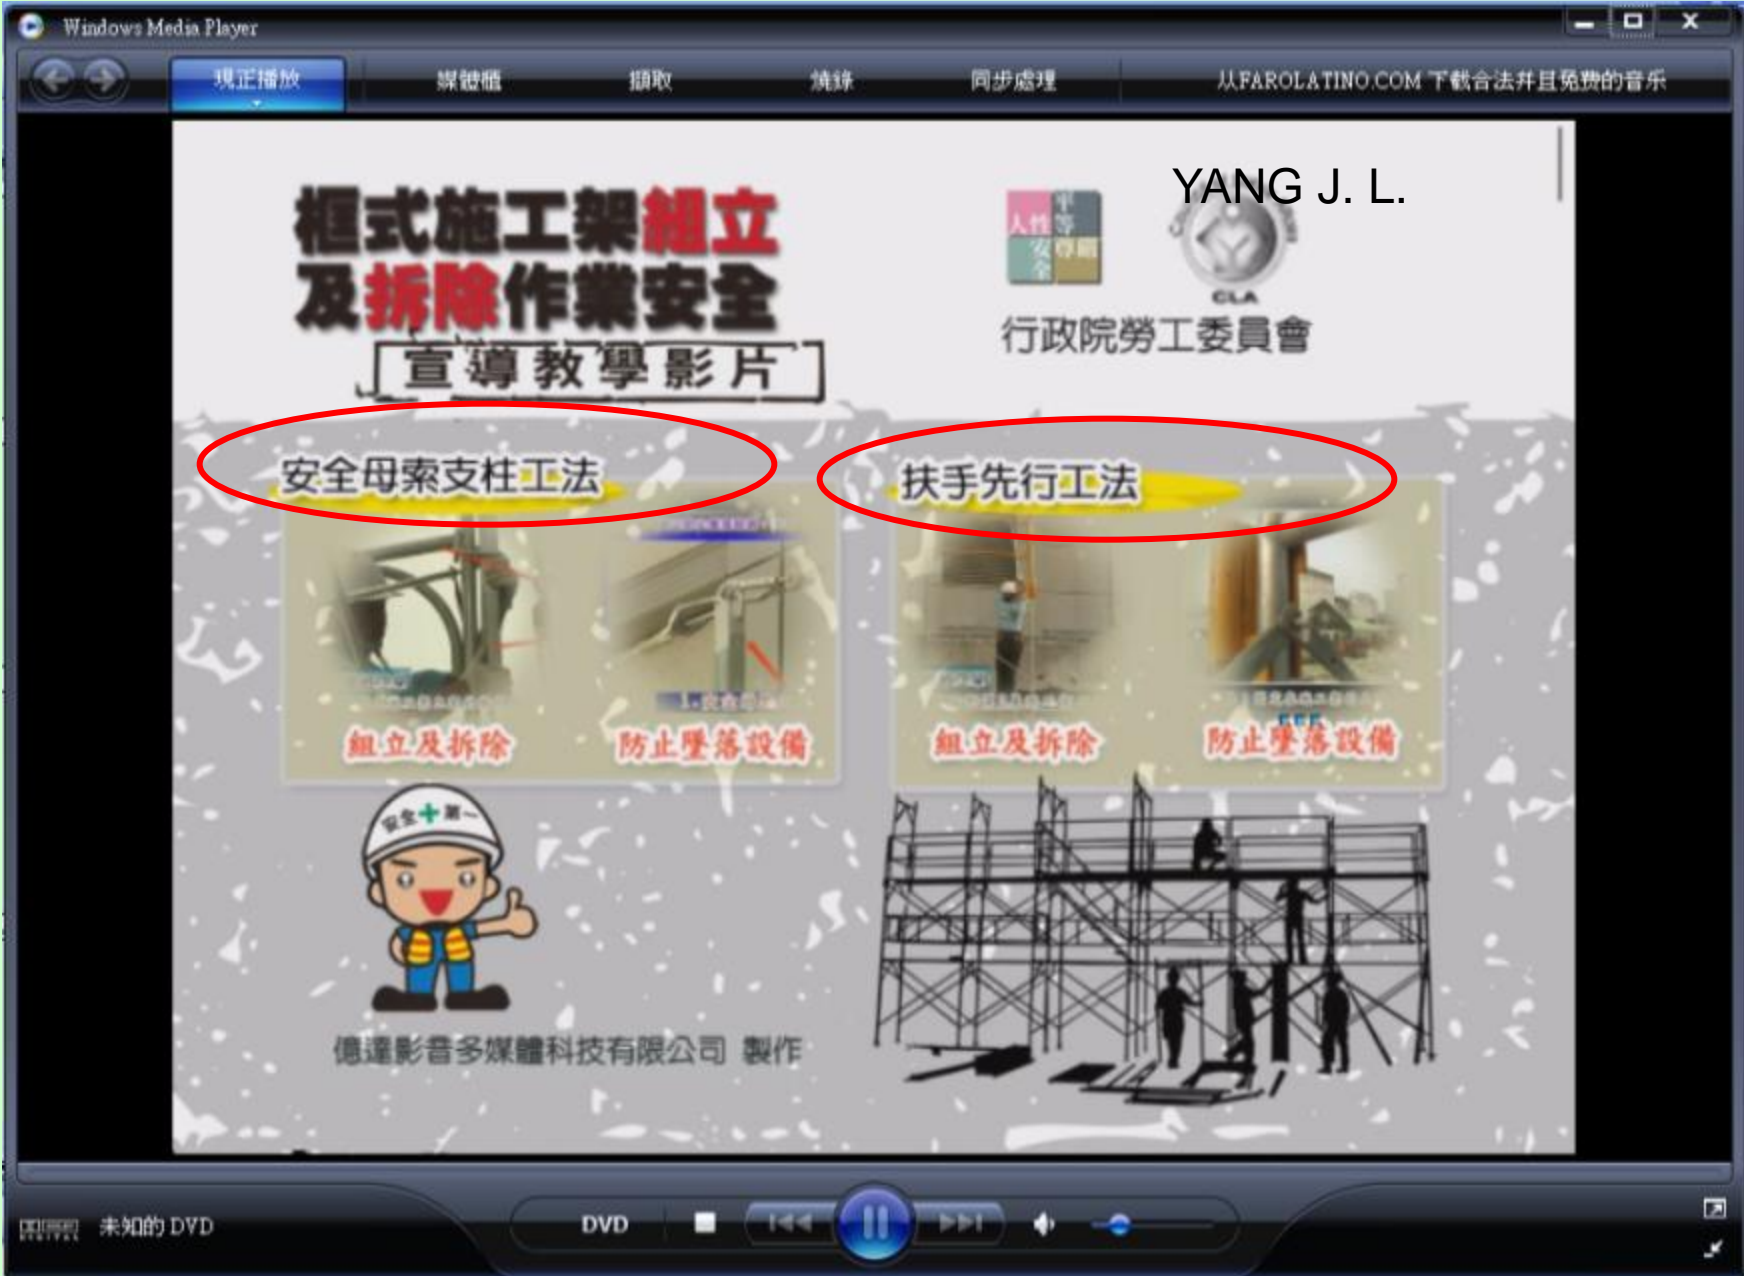 Windows Media Player
現正播放 媒體櫃 擷取 燒錄 同步處理 从FAROLATINO.COM 下载合法并且免费的音乐
YANG J. L.
框式施工架組立
及拆除作業安全
宣導教學影片
人性
平等
安全
尊嚴
CLA
行政院勞工委員會
安全母索支柱工法
扶手先行工法
組立及拆除
防止墜落設備
組立及拆除
防止墜落設備
安全+第一
億達影音多媒體科技有限公司 製作
DIGITAL
未知的 DVD
DVD